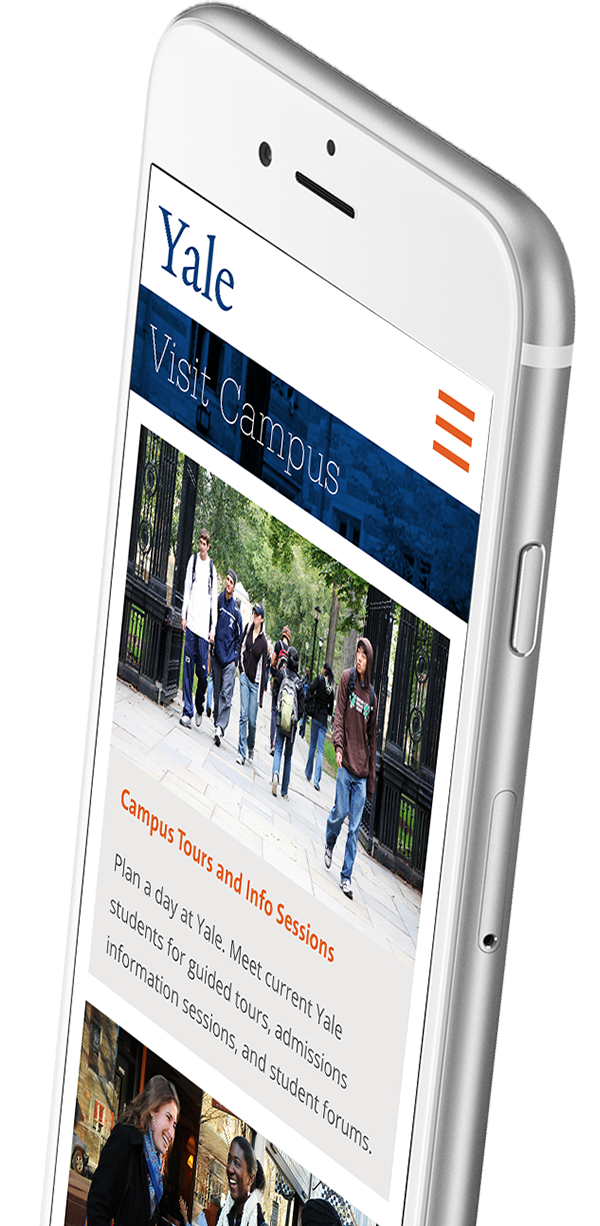 Yale
Visit Campus
Campus Tours and Info Sessions
Plan a day at Yale. Meet current Yale
students for guided tours, admissions
information sessions, and student forums.